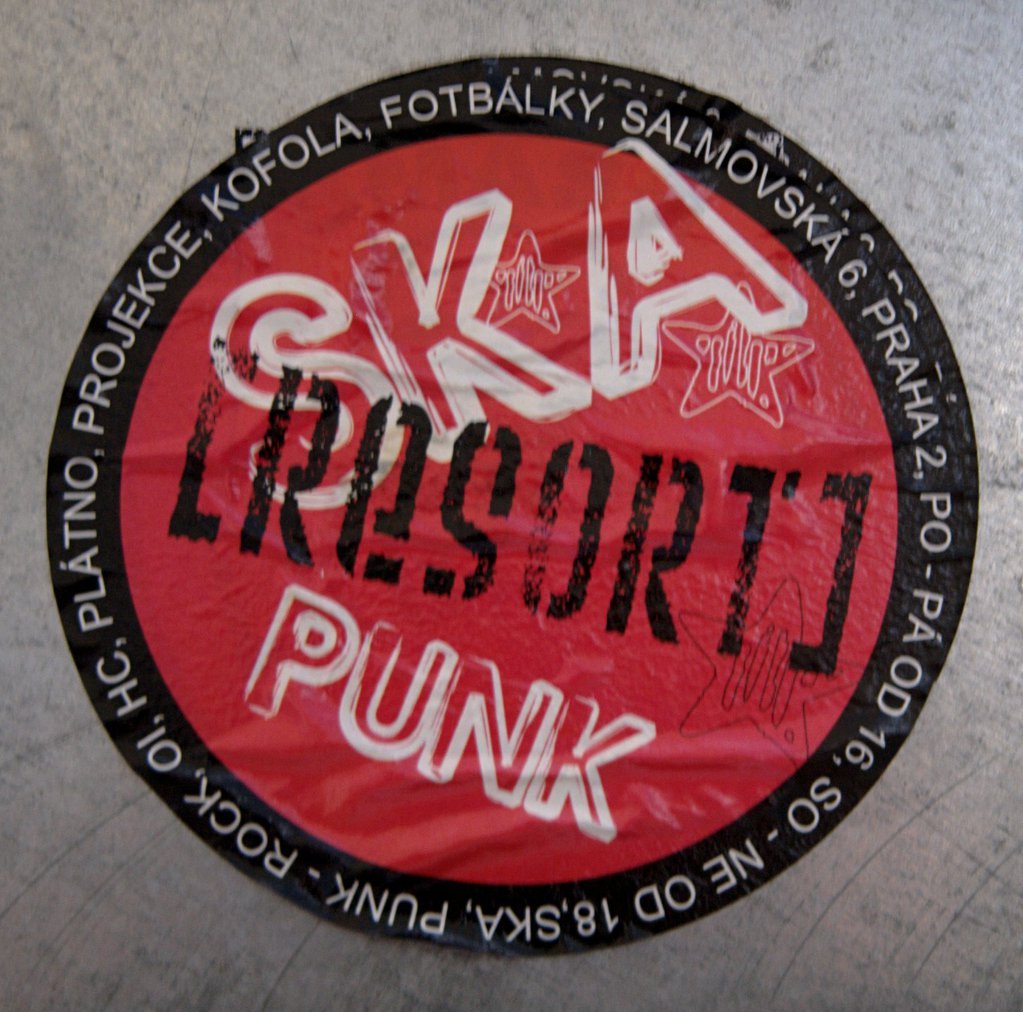 SKA
[ResORT]
PUNK
SALMOVSKÁ 6, PRAHA 2, PO - PÁ OD 16, SO - NE OD 18,SKA, PUNK - ROCK, OI, HC, PLÁTNO, PROJEKCE, KOFOLA, FOTBÁLKY,